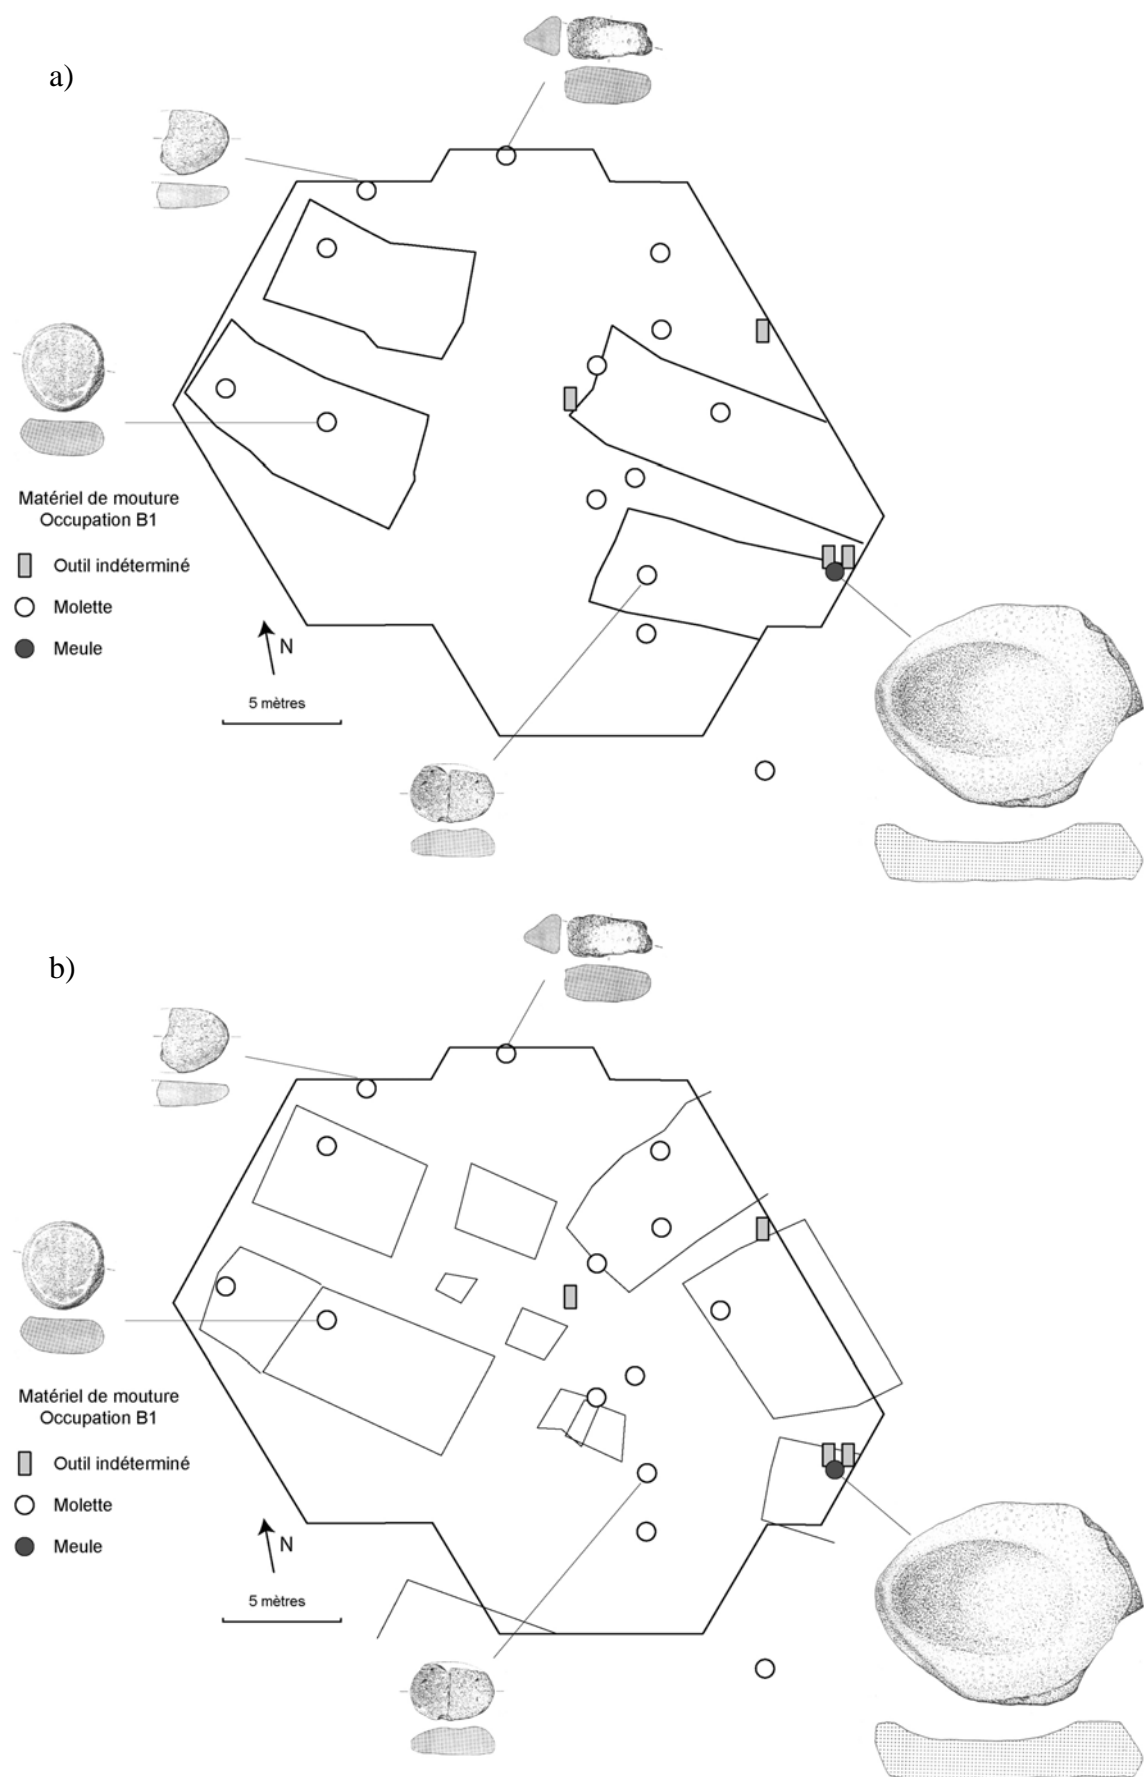 a)
Matériel de mouture
Occupation B1
Outil indéterminé
Molette
Meule
N
5 mètres
b)
Matériel de mouture
Occupation B1
Outil indéterminé
Molette
Meule
N
5 mètres